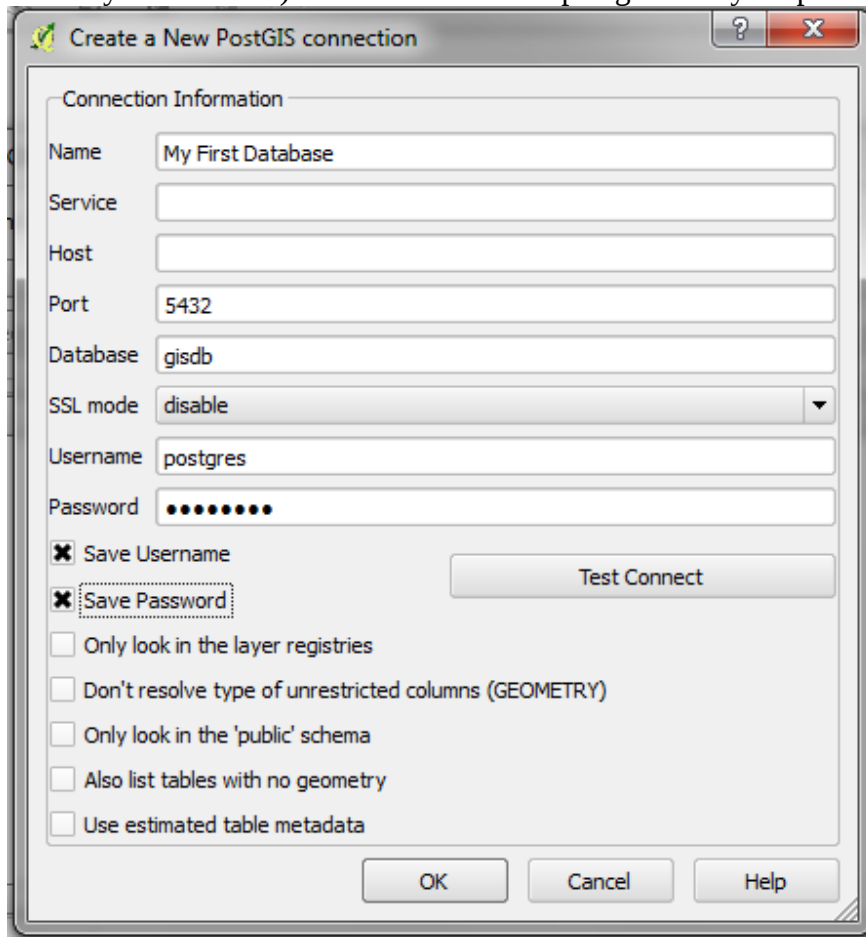 Create a New PostGIS connection
Connection Information
Name My First Database
Service
Host
Port 5432
Database gisdb
SSL mode disable
Username postgres
Password ●●●●●●●●
Save Username
Test Connect
Save Password
Only look in the layer registries
Don't resolve type of unrestricted columns (GEOMETRY)
Only look in the 'public' schema
Also list tables with no geometry
Use estimated table metadata
OK Cancel Help